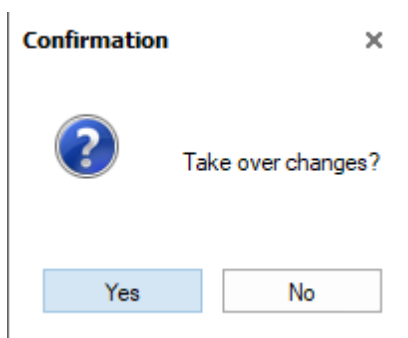 Confirmation
Take over changes?
Yes
No